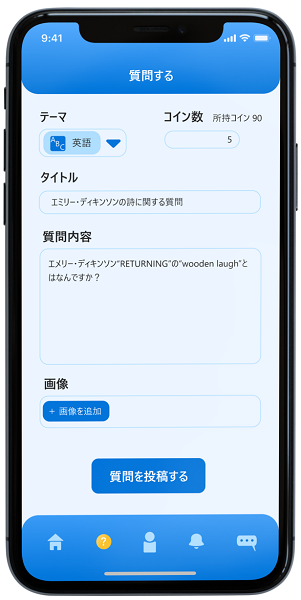 9:41
質問する
テーマ
コイン数 所持コイン 90
ABC 英語
5
タイトル
エミリー・ディキンソンの詩に関する質問
質問内容
エメリー・ディキンソン"RETURNING"の"wooden laugh"と
はなんですか？
画像
+ 画像を追加
質問を投稿する
?